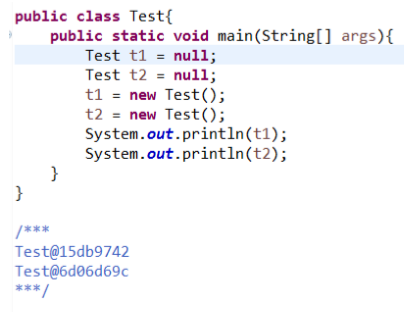 public class Test{
    public static void main(String[] args){
        Test t1 = null;
        Test t2 = null;
        t1 = new Test();
        t2 = new Test();
        System.out.println(t1);
        System.out.println(t2);
    }
}
/***
Test@15db9742
Test@6d06d69c
***/